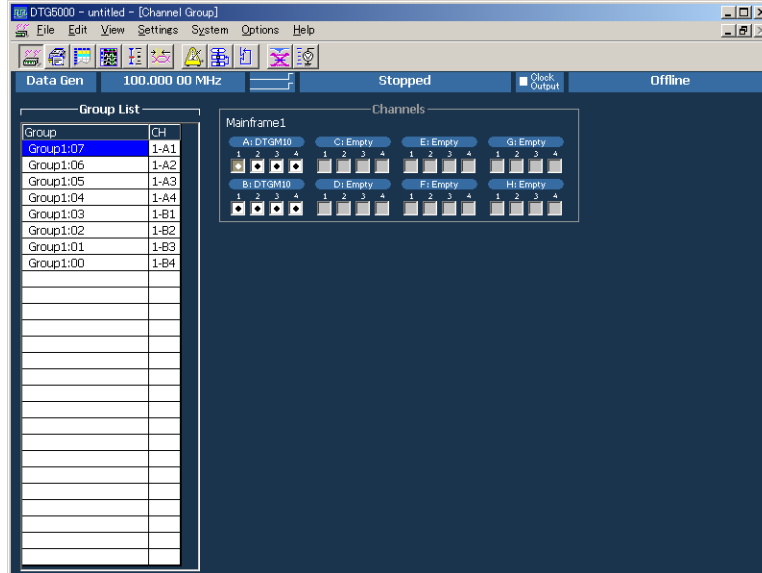 DTG5000 - untitled - [Channel Group]
File Edit View Settings System Options Help
Data Gen 100.000 00 MHz Stopped Clock Output Offline
Group List
Group CH
Group1:07 1-A1
Group1:06 1-A2
Group1:05 1-A3
Group1:04 1-A4
Group1:03 1-B1
Group1:02 1-B2
Group1:01 1-B3
Group1:00 1-B4
Channels
Mainframe1
A: DTGM10 C: Empty E: Empty G: Empty
1 2 3 4 1 2 3 4 1 2 3 4 1 2 3 4
B: DTGM10 D: Empty F: Empty H: Empty
1 2 3 4 1 2 3 4 1 2 3 4 1 2 3 4